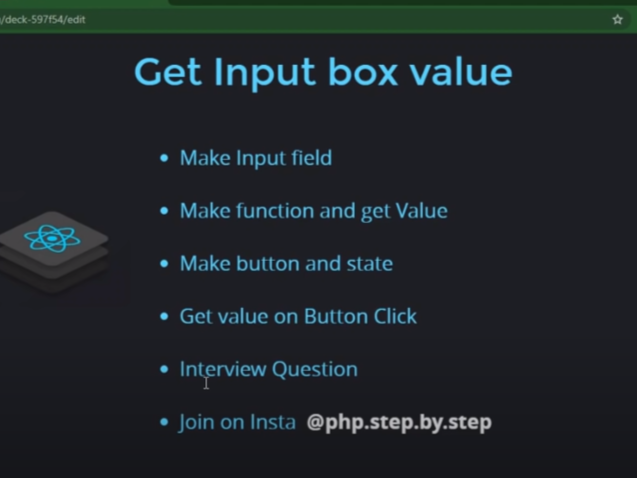 /deck-597f54/edit
Get Input box value
Make Input field
Make function and get Value
Make button and state
Get value on Button Click
Interview Question
Join on Insta @php.step.by.step